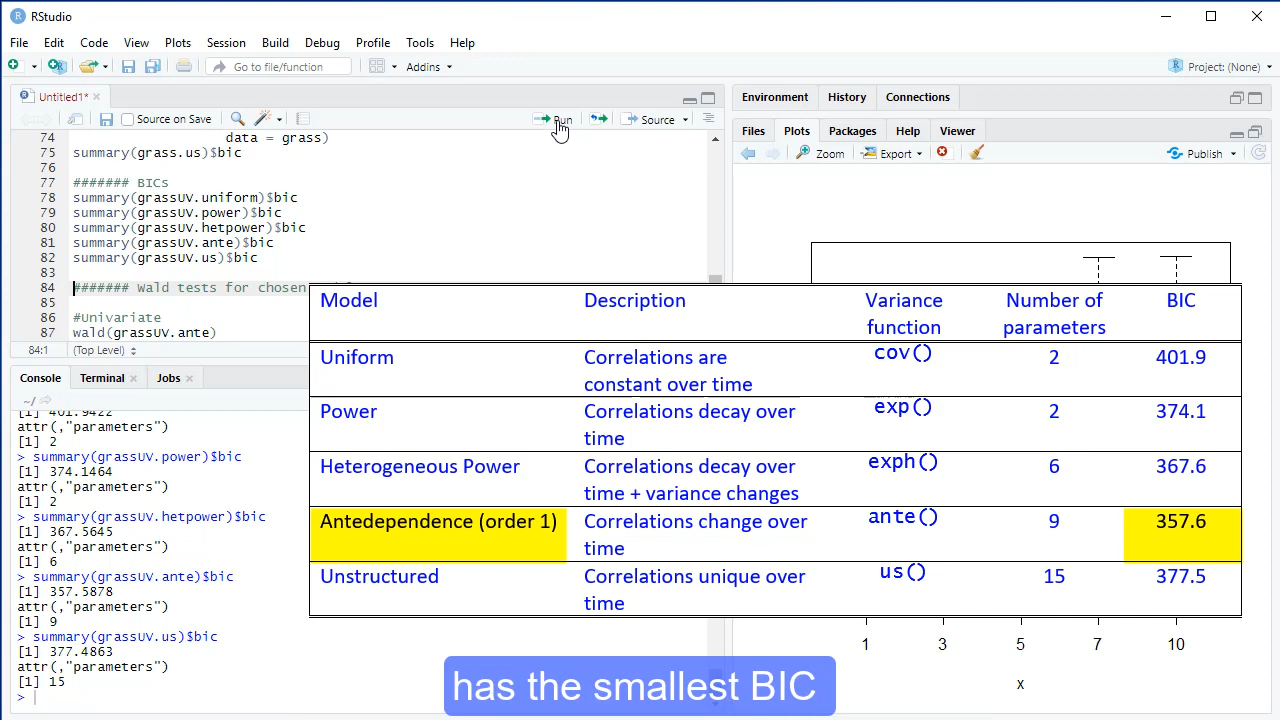 RStudio
File Edit Code View Plots Session Build Debug Profile Tools Help
Go to file/function Addins Project: (None)
Untitled1*
Source on Save Run Source
74 data = grass)
75 summary(grass.us)$bic
76
77 ####### BICs
78 summary(grassUV.uniform)$bic
79 summary(grassUV.power)$bic
80 summary(grassUV.hetpower)$bic
81 summary(grassUV.ante)$bic
82 summary(grassUV.us)$bic
83
84 ####### Wald tests for chosen
85
86 #Univariate
87 wald(grassUV.ante)
84:1 (Top Level)
Console Terminal Jobs
~/
[1] 401.9422
attr(,"parameters")
[1] 2
> summary(grassUV.power)$bic
[1] 374.1464
attr(,"parameters")
[1] 2
> summary(grassUV.hetpower)$bic
[1] 367.5645
attr(,"parameters")
[1] 6
> summary(grassUV.ante)$bic
[1] 357.5878
attr(,"parameters")
[1] 9
> summary(grassUV.us)$bic
[1] 377.4863
attr(,"parameters")
[1] 15
>
Environment History Connections
Files Plots Packages Help Viewer
Zoom Export Publish
Model Description Variance Number of BIC
function parameters
Uniform Correlations are cov() 2 401.9
constant over time
Power Correlations decay over exp() 2 374.1
time
Heterogeneous Power Correlations decay over exph() 6 367.6
time + variance changes
Antedependence (order 1) Correlations change over ante() 9 357.6
time
Unstructured Correlations unique over us() 15 377.5
time
1 3 5 7 10
x
has the smallest BIC